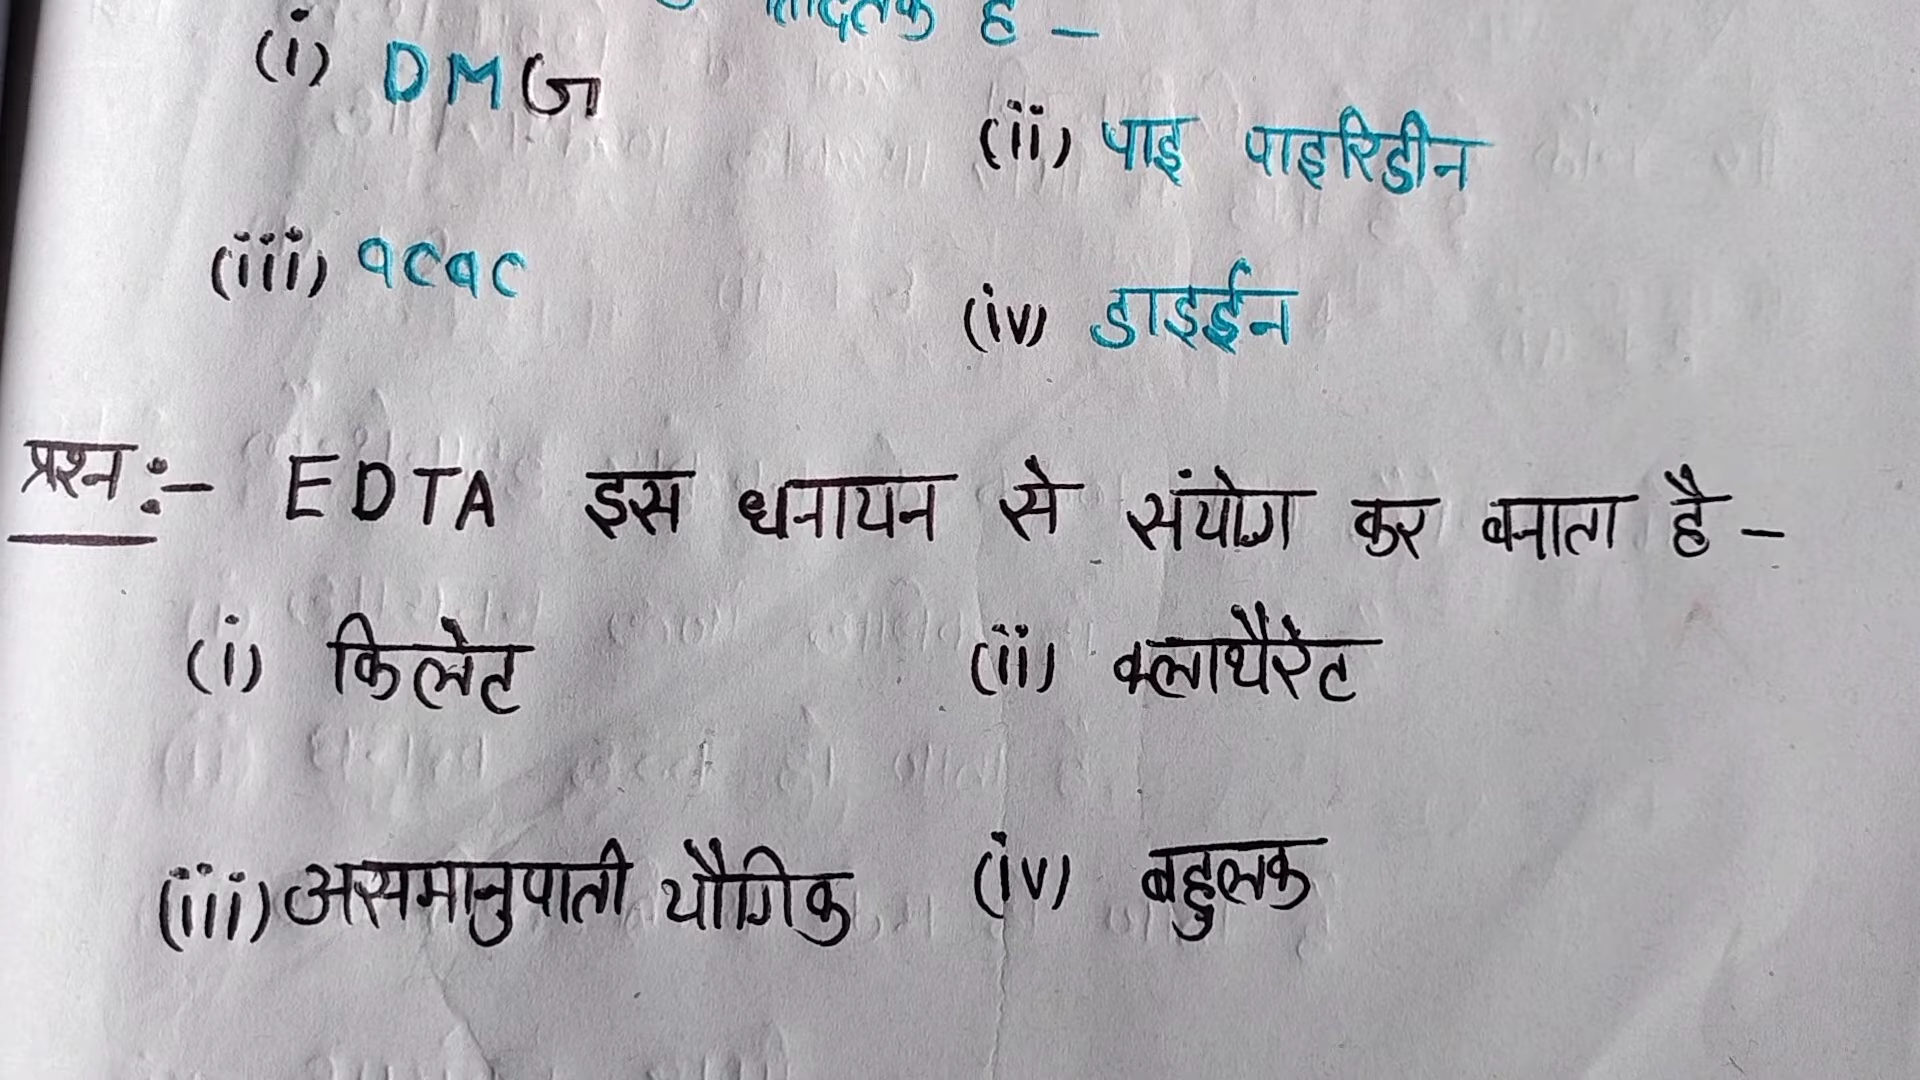 है -
(i) DMG
(ii) पाइ पाइरिडीन
(iii) acac
(iv) डाइईन
प्रश्न :- EDTA इस धनायन से संयोग कर बनाता है -
(i) किलेट
(ii) क्लाथैरेट
(iii) असमानुपाती यौगिक
(iv) बहुलक